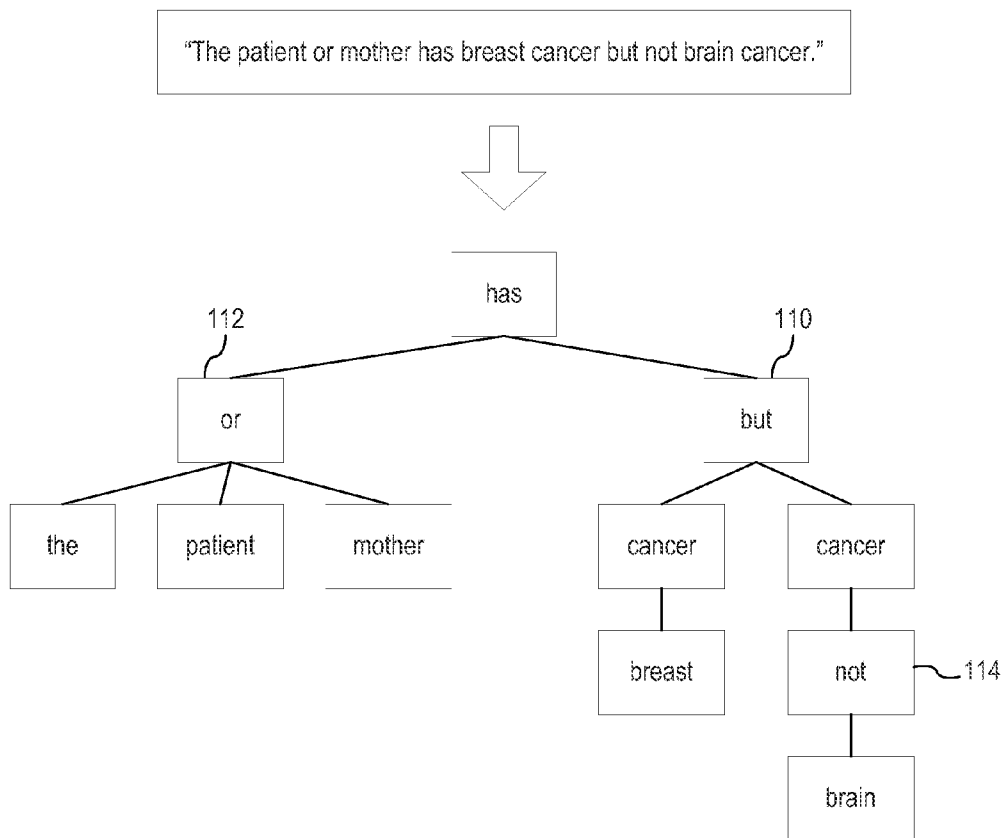 “The patient or mother has breast cancer but not brain cancer.”
has
112
110
or
but
the
patient
mother
cancer
cancer
breast
not
114
brain